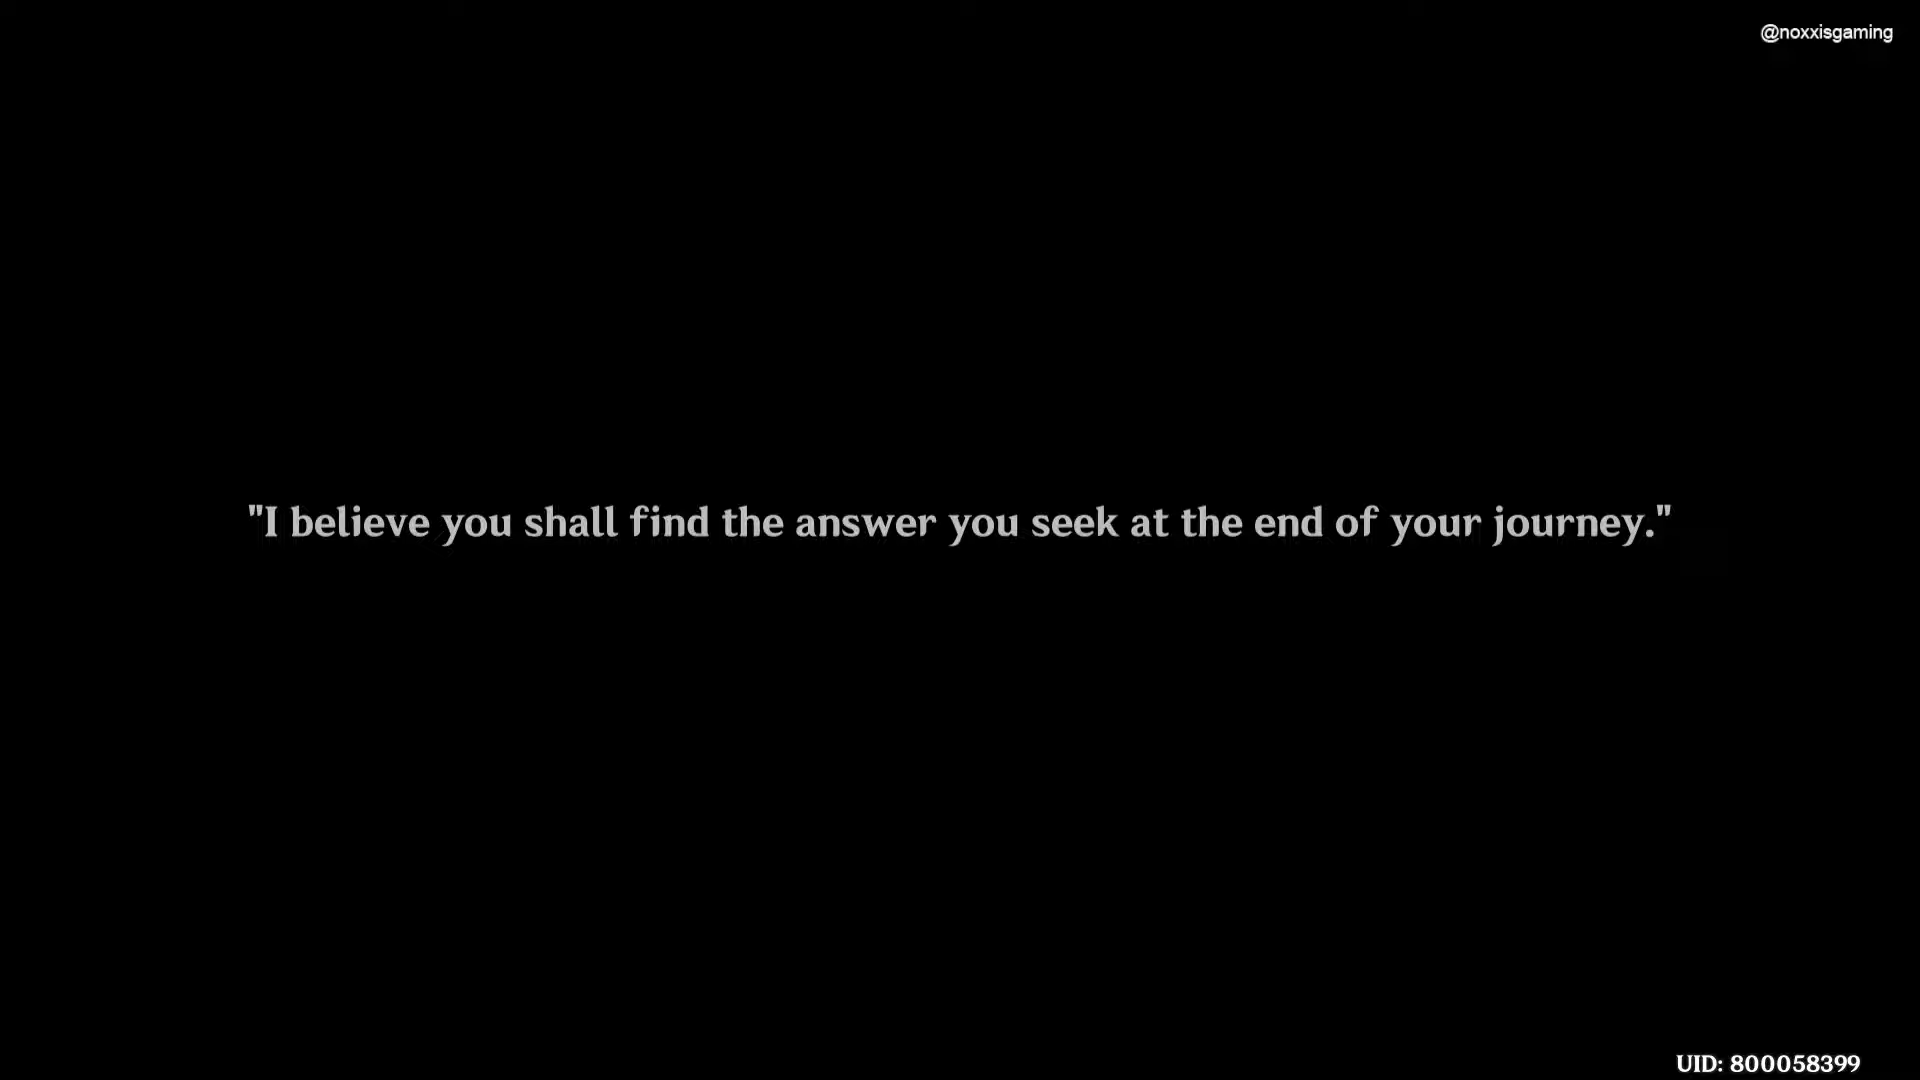 @noxxisgaming
"I believe you shall find the answer you seek at the end of your journey."
UID: 800058399